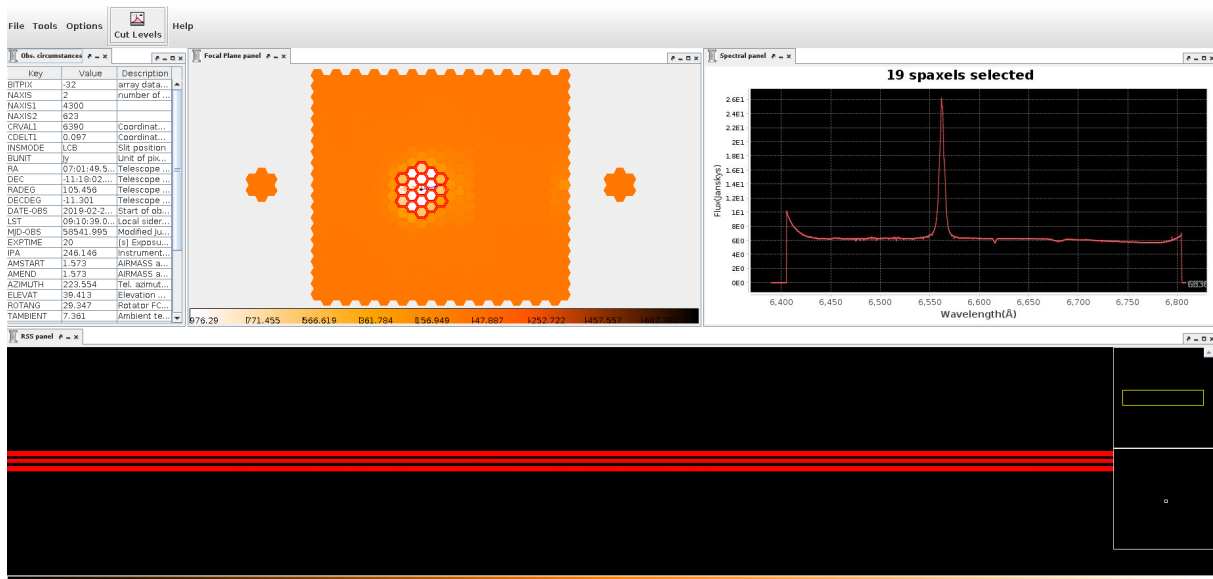 File Tools Options Cut Levels Help
Obs. circumstances
Key Value Description
BITPIX -32 array data...
NAXIS 2 number of ...
NAXIS1 4300
NAXIS2 623
CRVAL1 6390 Coordinat...
CDELT1 0.097 Coordinat...
INSMODE LCB Slit position
BUNIT Jy Unit of pix...
RA 07:01:49.5... Telescope ...
DEC -11:18:02.... Telescope ...
RADEG 105.456 Telescope ...
DECDEG -11.301 Telescope ...
DATE-OBS 2019-02-2... Start of ob...
LST 09:10:39.0... Local sider...
MJD-OBS 58541.995 Modified Ju...
EXPTIME 20 [s] Exposu...
IPA 246.146 Instrument...
AMSTART 1.573 AIRMASS a...
AMEND 1.573 AIRMASS a...
AZIMUTH 223.554 Tel. azimut...
ELEVAT 39.413 Elevation ...
ROTANG 29.347 Rotator FC...
TAMBIENT 7.361 Ambient te...
Focal Plane panel
976.29 771.455 566.619 361.784 156.949 -47.887 -252.722 -457.557
Spectral panel
19 spaxels selected
Flux(Janskys)
2.6E1
2.4E1
2.2E1
1.8E1
1.6E1
1.4E1
1.2E1
1E1
8E0
6E0
4E0
2E0
0E0
6,400 6,450 6,500 6,550 6,600 6,650 6,700 6,750 6,800
Wavelength(Å)
RSS panel